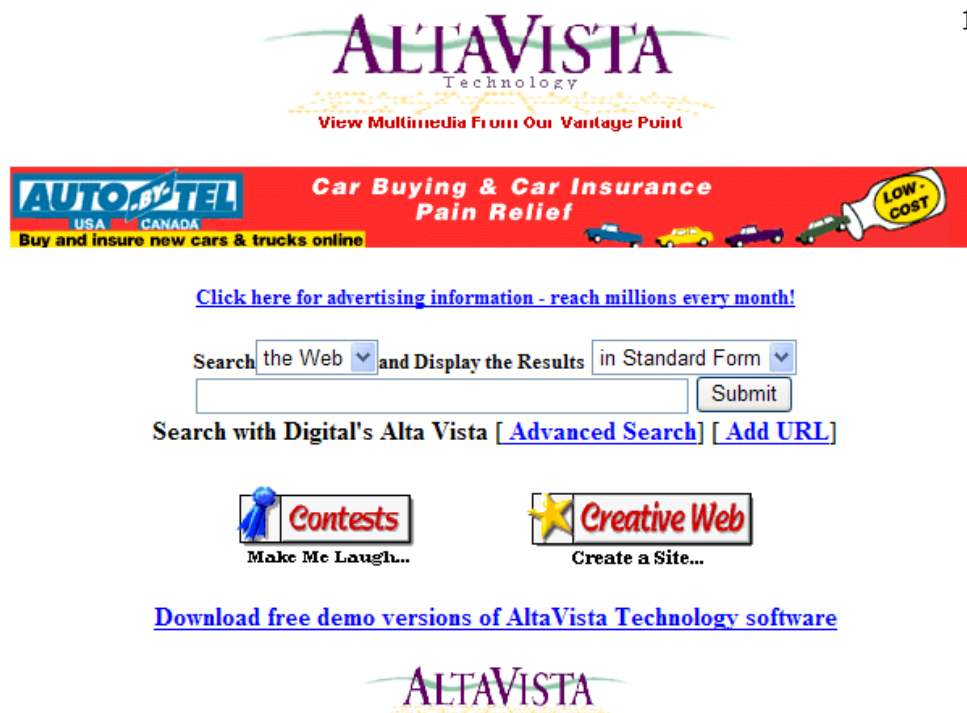 1
ALTAVISTA
Technology
View Multimedia From Our Vantage Point
AUTO-BY-TEL
USA CANADA
Buy and insure new cars & trucks online
Car Buying & Car Insurance
Pain Relief
LOW-
COST
Click here for advertising information - reach millions every month!
Search the Web and Display the Results in Standard Form
Submit
Search with Digital's Alta Vista [ Advanced Search] [ Add URL]
Contests Creative Web
Make Me Laugh... Create a Site...
Download free demo versions of AltaVista Technology software
ALTAVISTA